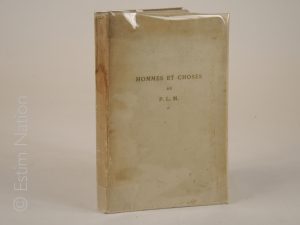 HOMMES ET CHOSES
DU
P. L. M.
© Estim Nation